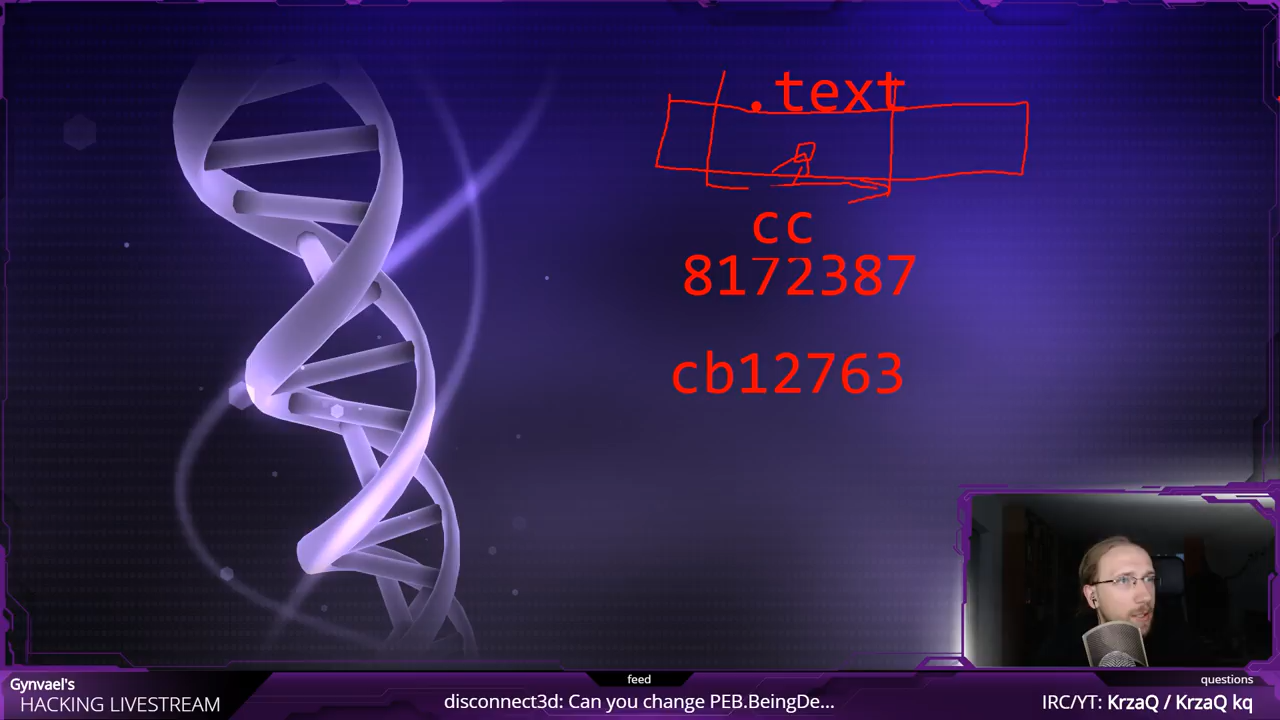 .text
cc
8172387
cb12763
Gynvael's
HACKING LIVESTREAM
feed
disconnect3d: Can you change PEB.BeingDe...
questions
IRC/YT: KrzaQ / KrzaQ kq